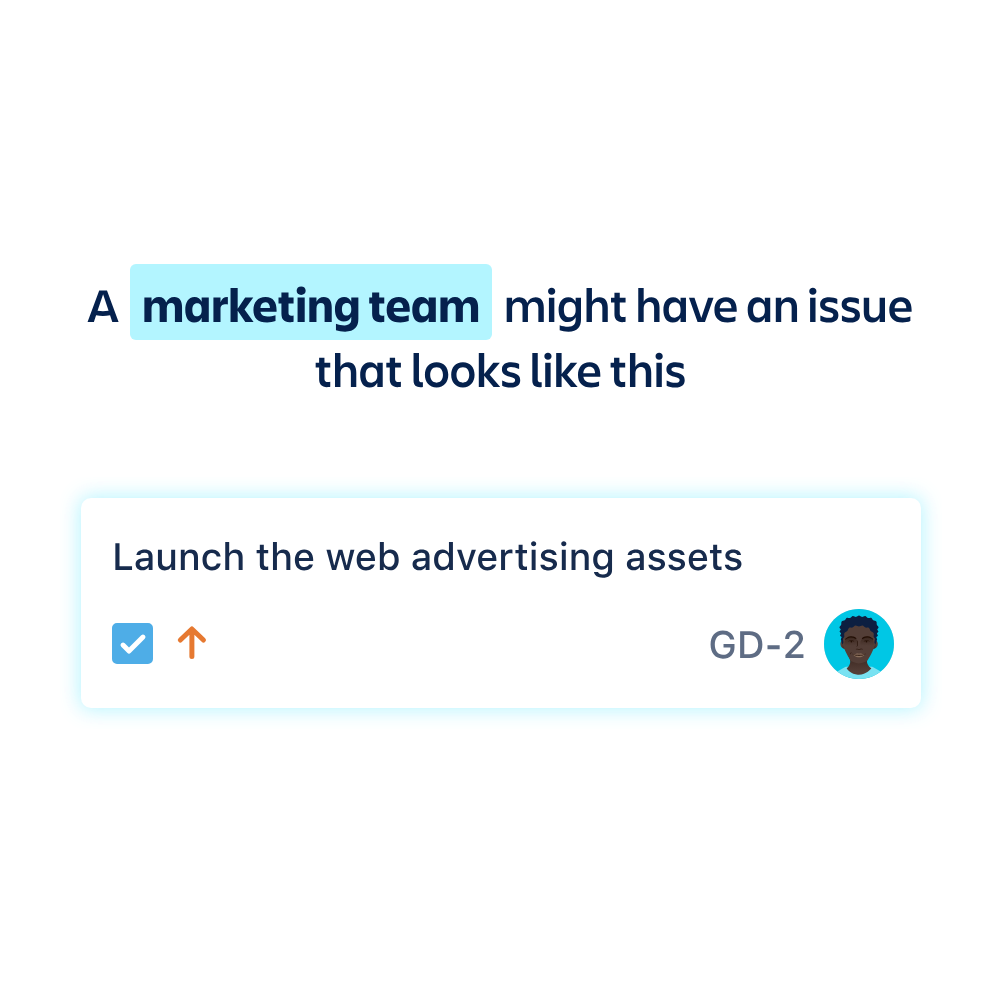 A marketing team might have an issue
that looks like this
Launch the web advertising assets
GD-2